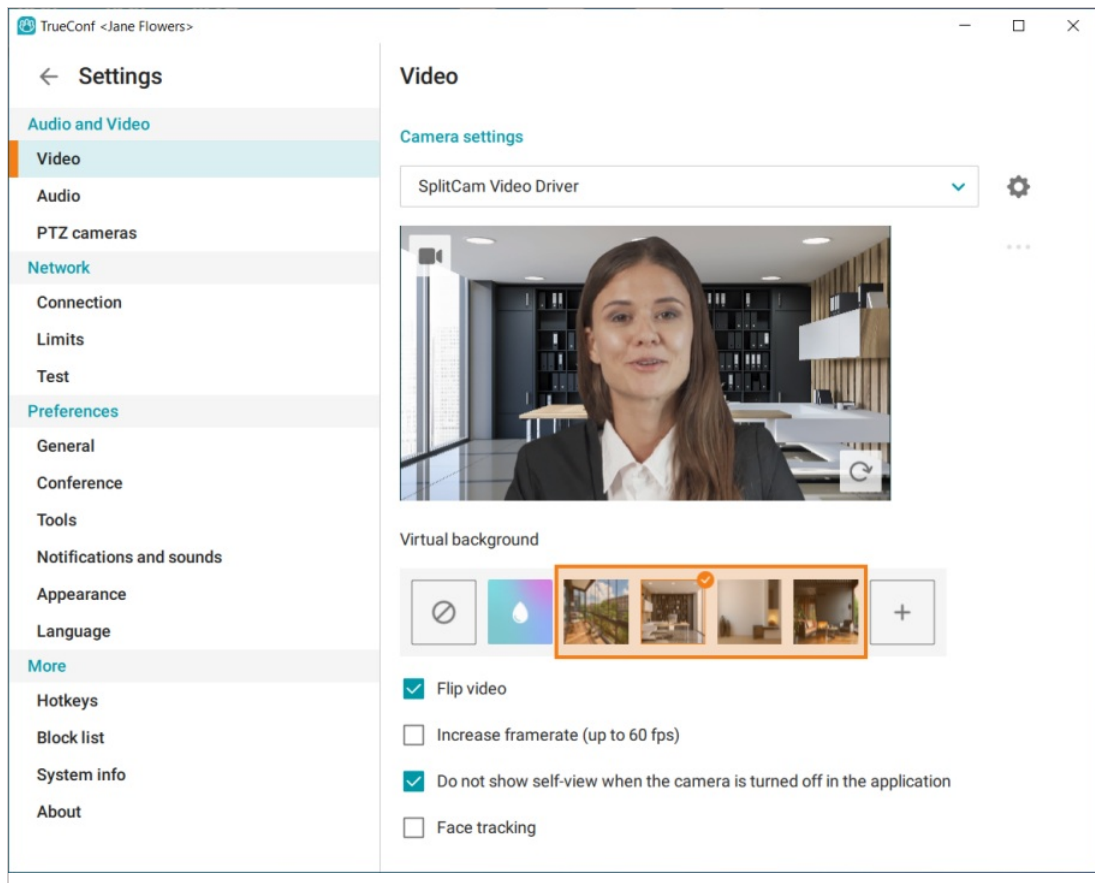 TrueConf <Jane Flowers>
Settings
Audio and Video
Video
Audio
PTZ cameras
Network
Connection
Limits
Test
Preferences
General
Conference
Tools
Notifications and sounds
Appearance
Language
More
Hotkeys
Block list
System info
About
Video
Camera settings
SplitCam Video Driver
Virtual background
Flip video
Increase framerate (up to 60 fps)
Do not show self-view when the camera is turned off in the application
Face tracking